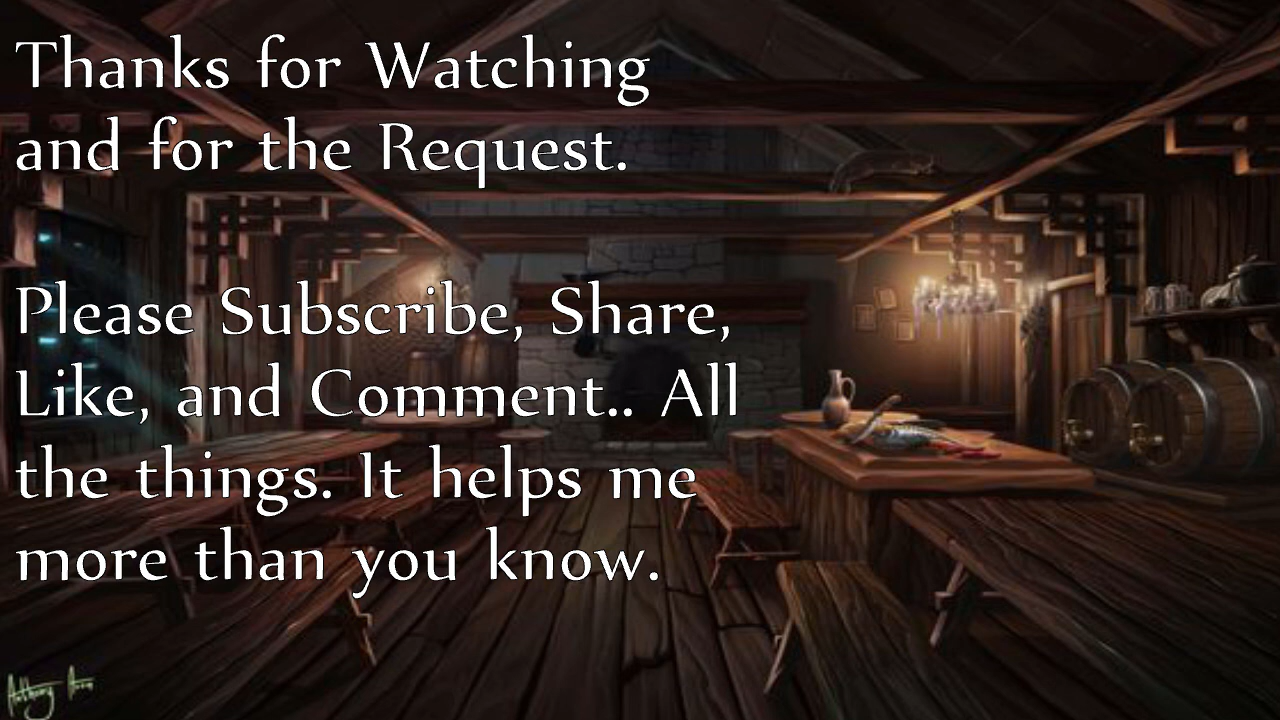 Thanks for Watching
and for the Request.
Please Subscribe, Share,
Like, and Comment.. All
the things. It helps me
more than you know.
Anthony